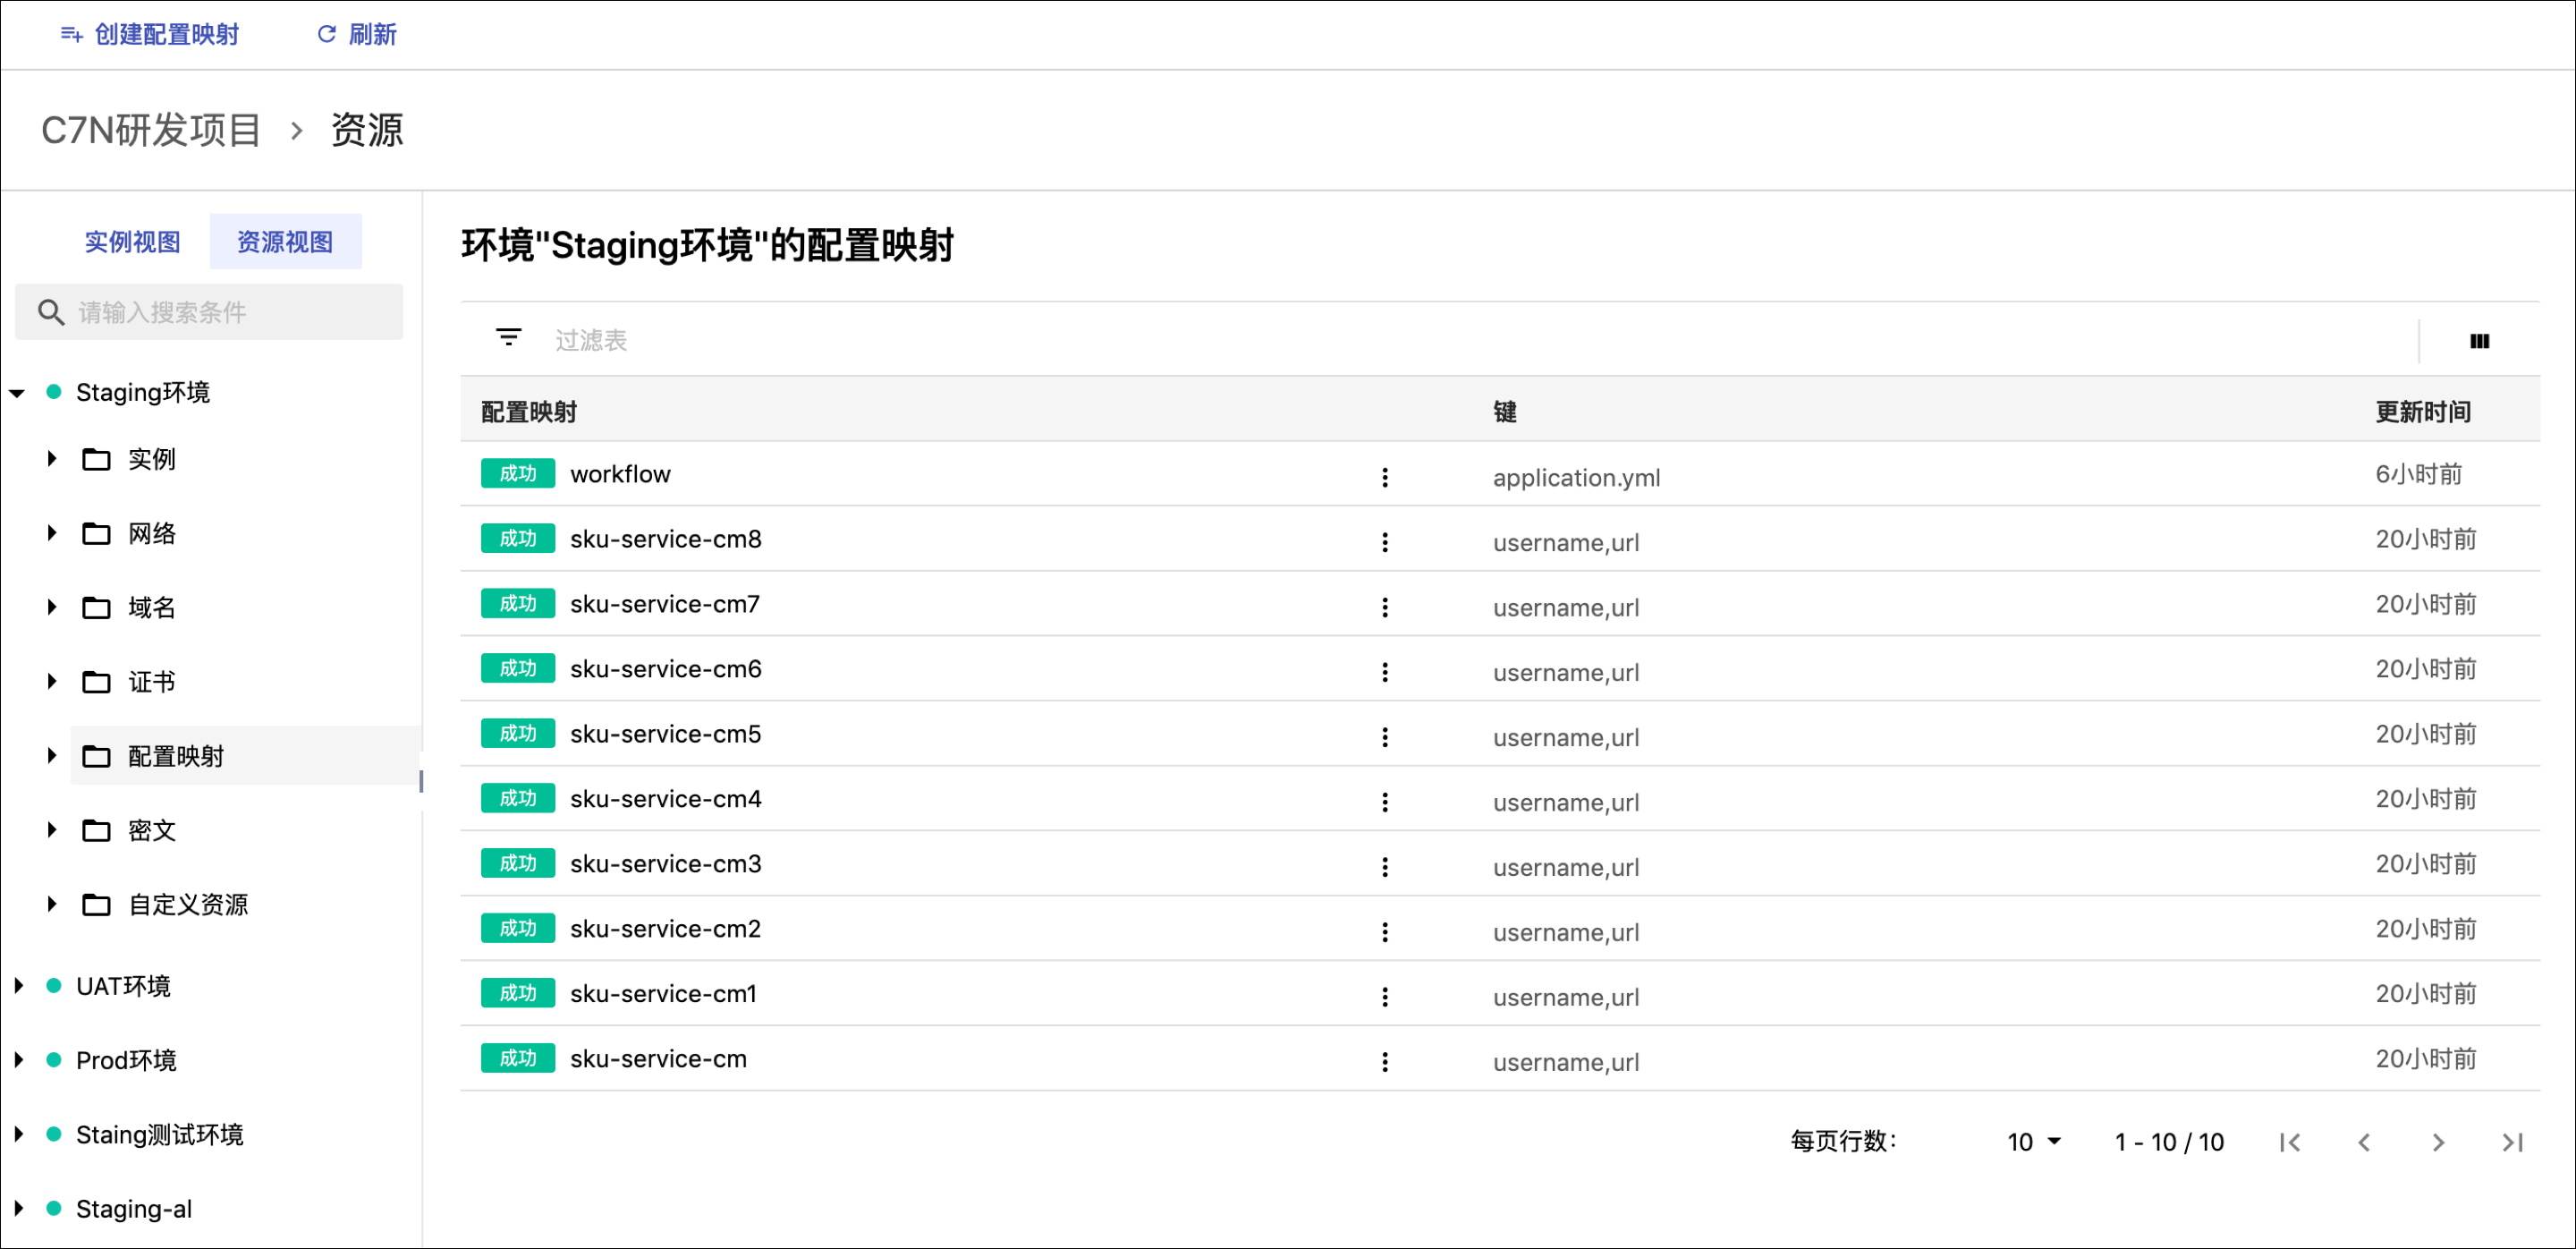 创建配置映射 刷新
C7N研发项目 > 资源
实例视图 资源视图
请输入搜索条件
Staging环境
实例
网络
域名
证书
配置映射
密文
自定义资源
UAT环境
Prod环境
Staing测试环境
Staging-al
环境"Staging环境"的配置映射
过滤表
配置映射 键 更新时间
成功 workflow application.yml 6小时前
成功 sku-service-cm8 username,url 20小时前
成功 sku-service-cm7 username,url 20小时前
成功 sku-service-cm6 username,url 20小时前
成功 sku-service-cm5 username,url 20小时前
成功 sku-service-cm4 username,url 20小时前
成功 sku-service-cm3 username,url 20小时前
成功 sku-service-cm2 username,url 20小时前
成功 sku-service-cm1 username,url 20小时前
成功 sku-service-cm username,url 20小时前
每页行数: 10 1 - 10 / 10